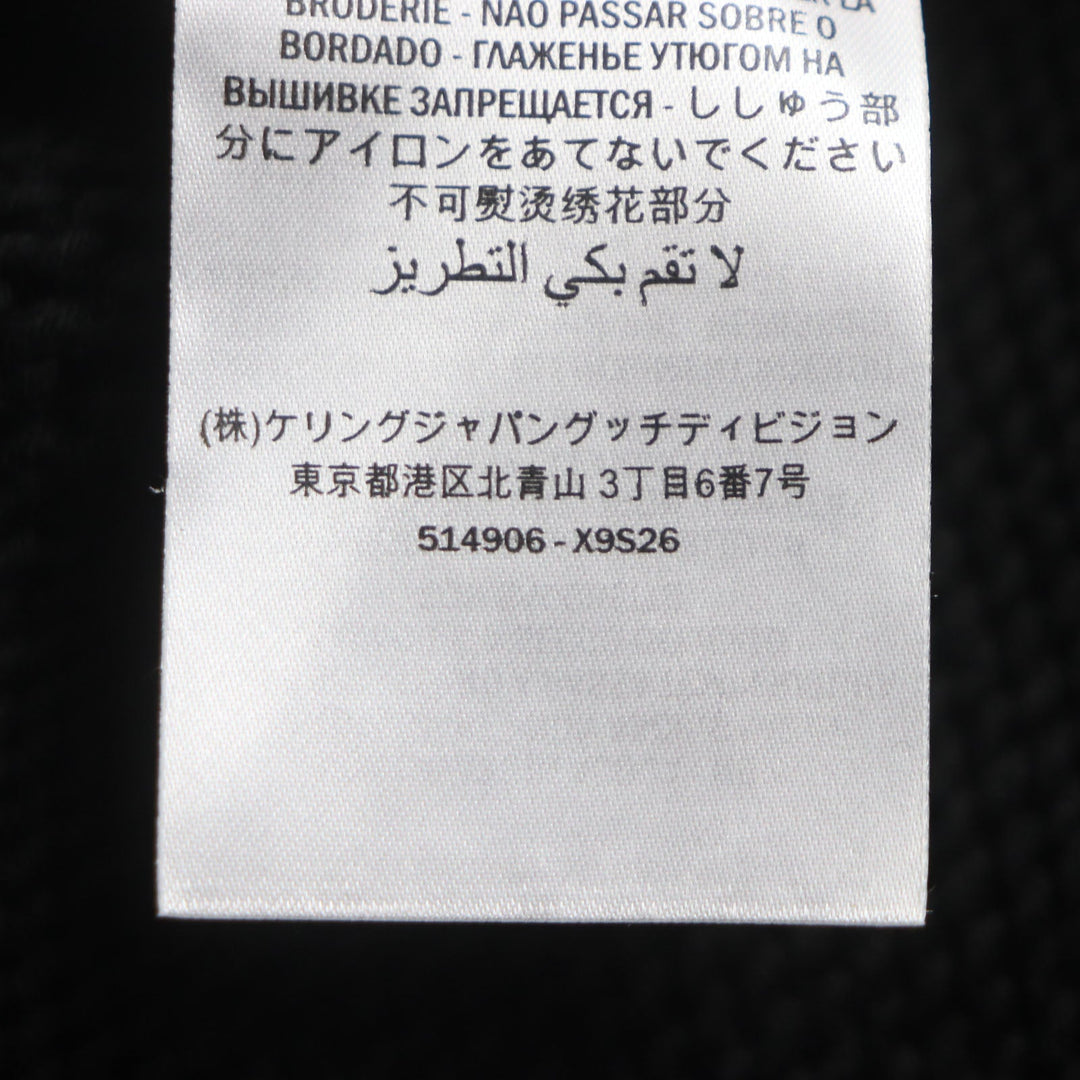 BRODERIE - NÃO PASSAR SOBRE O
BORDADO - ГЛАЖЕНЬЕ УТЮГОМ НА
ВЫШИВКЕ ЗАПРЕЩАЕТСЯ - ししゅう部
分にアイロンをあてないでください
不可熨烫绣花部分
لا تقم بكي التطريز
(株)ケリングジャパングッチディビジョン
東京都港区北青山 3丁目6番7号
514906 - X9S26